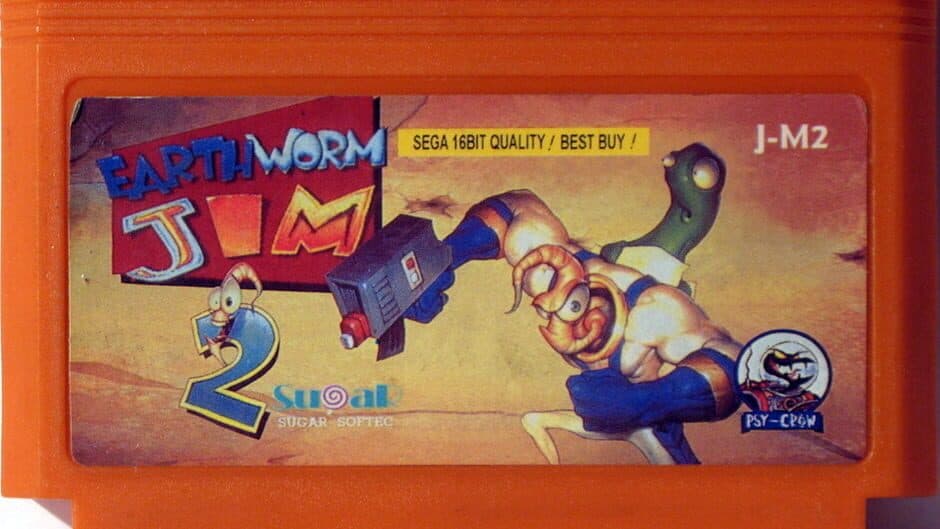 EARTHWORM
JIM
2
SEGA 16BIT QUALITY! BEST BUY!
J-M2
SugaR
SUGAR SOFTEC
PSY-CROW